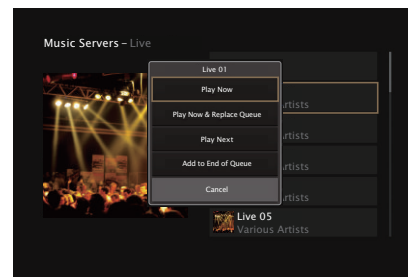 Music Servers – Live
Live 01
Play Now
Play Now & Replace Queue
Play Next
Add to End of Queue
Cancel
Artists
Artists
Artists
Artists
Live 05
Various Artists